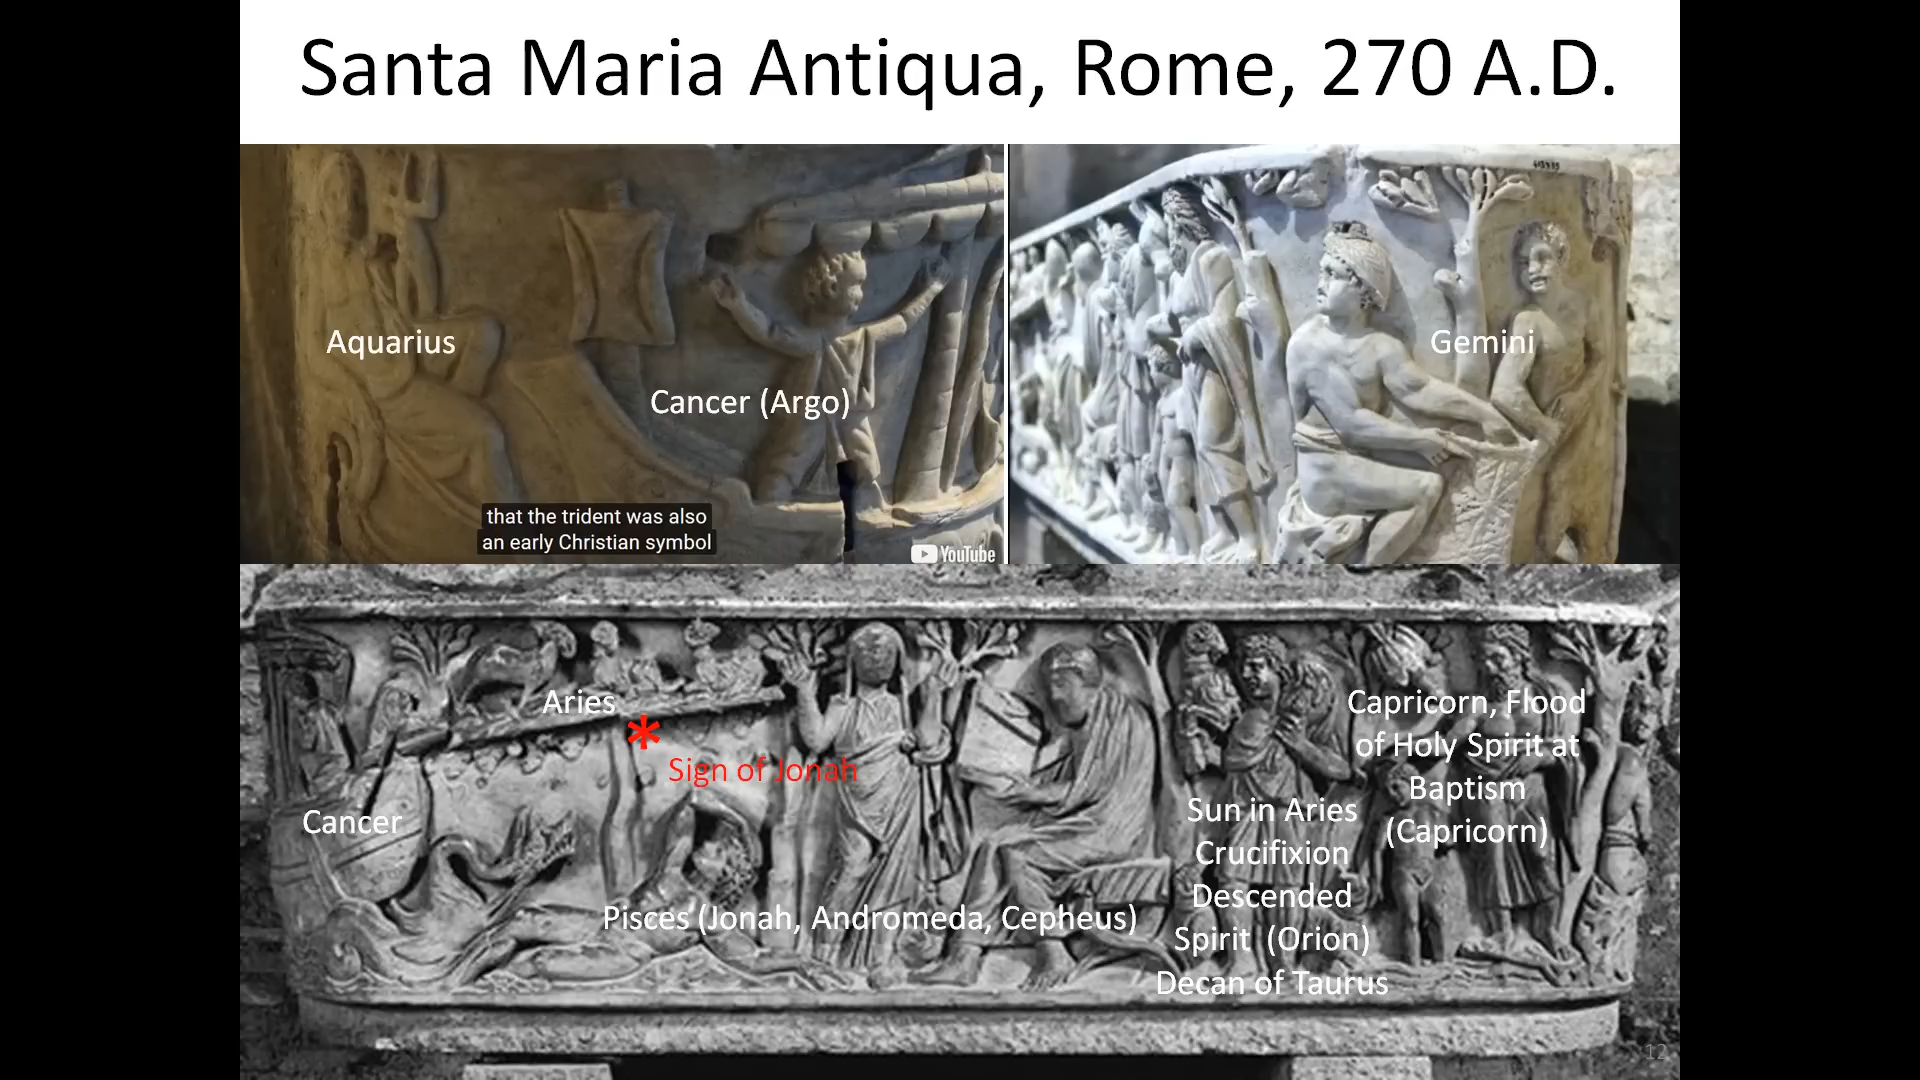 Santa Maria Antiqua, Rome, 270 A.D.
Aquarius
Cancer (Argo)
that the trident was also
an early Christian symbol
YouTube
Gemini
Aries
*
Sign of Jonah
Cancer
Pisces (Jonah, Andromeda, Cepheus)
Sun in Aries
Crucifixion
Descended
Spirit (Orion)
Decan of Taurus
Capricorn, Flood
of Holy Spirit at
Baptism
(Capricorn)
12